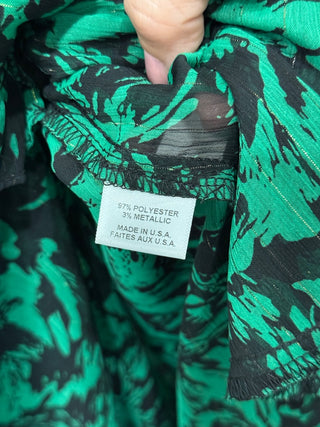 97% POLYESTER
3% METALLIC
MADE IN U.S.A.
FAITES AUX U.S.A.